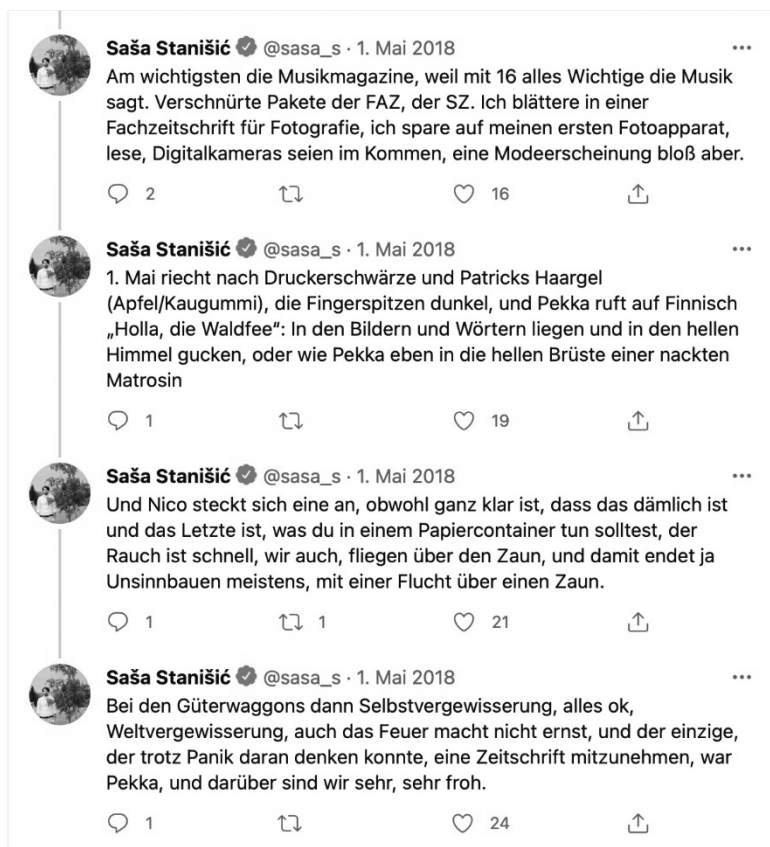 Saša Stanišić @sasa_s · 1. Mai 2018
Am wichtigsten die Musikmagazine, weil mit 16 alles Wichtige die Musik
sagt. Verschnürte Pakete der FAZ, der SZ. Ich blättere in einer
Fachzeitschrift für Fotografie, ich spare auf meinen ersten Fotoapparat,
lese, Digitalkameras seien im Kommen, eine Modeerscheinung bloß aber.
2 16
Saša Stanišić @sasa_s · 1. Mai 2018
1. Mai riecht nach Druckerschwärze und Patricks Haargel
(Apfel/Kaugummi), die Fingerspitzen dunkel, und Pekka ruft auf Finnisch
„Holla, die Waldfee“: In den Bildern und Wörtern liegen und in den hellen
Himmel gucken, oder wie Pekka eben in die hellen Brüste einer nackten
Matrosin
1 19
Saša Stanišić @sasa_s · 1. Mai 2018
Und Nico steckt sich eine an, obwohl ganz klar ist, dass das dämlich ist
und das Letzte ist, was du in einem Papiercontainer tun solltest, der
Rauch ist schnell, wir auch, fliegen über den Zaun, und damit endet ja
Unsinnbauen meistens, mit einer Flucht über einen Zaun.
1 1 21
Saša Stanišić @sasa_s · 1. Mai 2018
Bei den Güterwaggons dann Selbstvergewisserung, alles ok,
Weltvergewisserung, auch das Feuer macht nicht ernst, und der einzige,
der trotz Panik daran denken konnte, eine Zeitschrift mitzunehmen, war
Pekka, und darüber sind wir sehr, sehr froh.
1 24